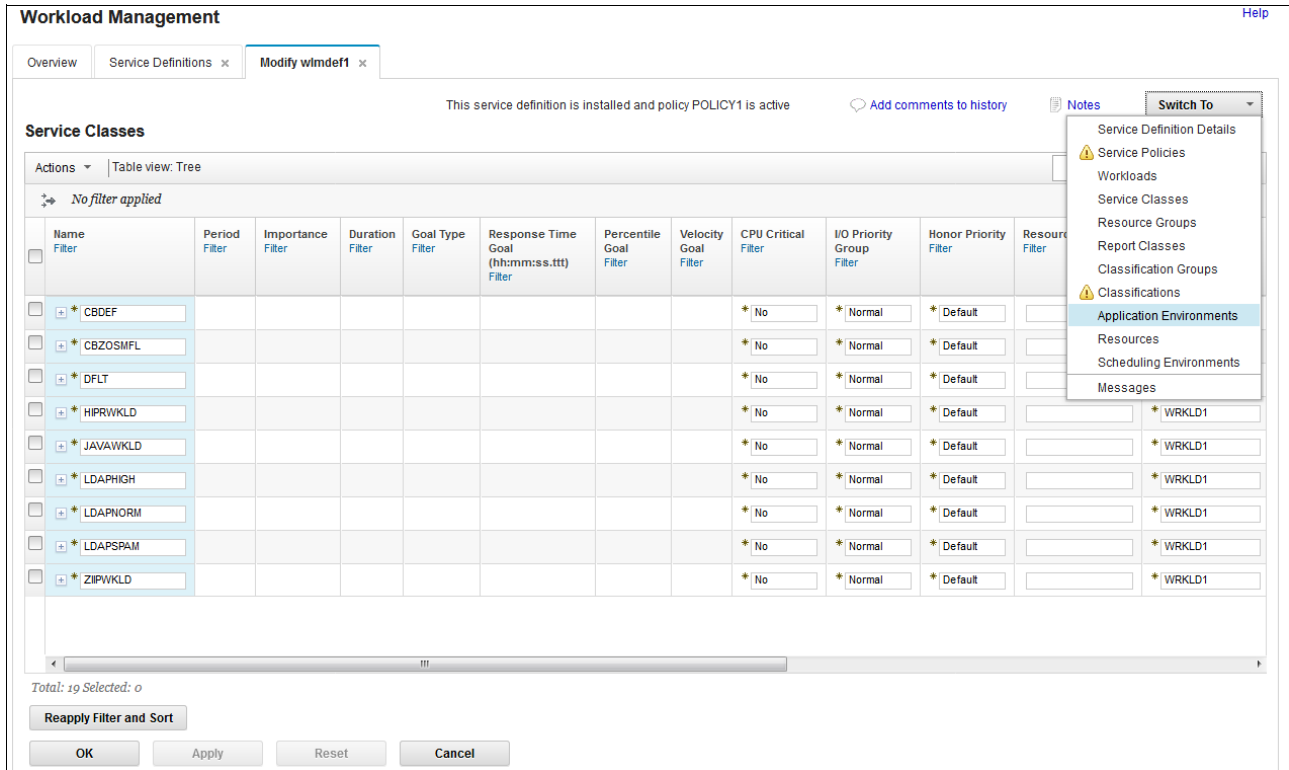 Workload Management
Help
Overview Service Definitions × Modify wlmdef1 ×
This service definition is installed and policy POLICY1 is active Add comments to history Notes Switch To
Service Classes
Service Definition Details
Service Policies
Workloads
Service Classes
Resource Groups
Report Classes
Classification Groups
Classifications
Application Environments
Resources
Scheduling Environments
Messages
Actions Table view: Tree
No filter applied
Name Period Importance Duration Goal Type Response Time Goal (hh:mm:ss.ttt) Percentile Goal Velocity Goal CPU Critical I/O Priority Group Honor Priority
Filter Filter Filter Filter Filter Filter Filter Filter Filter Filter Filter Filter
* CBDEF * No * Normal * Default
* CBZOSMFL * No * Normal * Default
* DFLT * No * Normal * Default
* HIPRWKLD * No * Normal * Default * WRKLD1
* JAVAWKLD * No * Normal * Default * WRKLD1
* LDAPHIGH * No * Normal * Default * WRKLD1
* LDAPNORM * No * Normal * Default * WRKLD1
* LDAPSPAM * No * Normal * Default * WRKLD1
* ZIIPWKLD * No * Normal * Default * WRKLD1
Total: 19 Selected: 0
Reapply Filter and Sort
OK Apply Reset Cancel